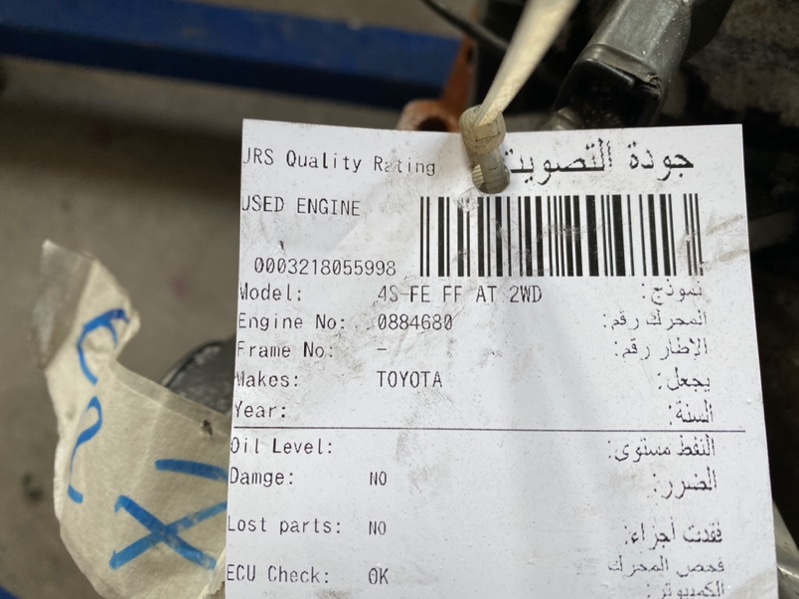 JRS Quality Rating جودة التصويت
USED ENGINE
0003218055998
Model: 4S-FE FF AT 2WD نموذج:
Engine No: 0884680 المحرك رقم:
Frame No: - الإطار رقم:
Makes: TOYOTA يجعل:
Year: السنة:
Oil Level: النفط مستوى:
Damge: NO الضرر:
Lost parts: NO فقدت أجزاء:
ECU Check: OK فحص المحرك
الكمبيوتر: